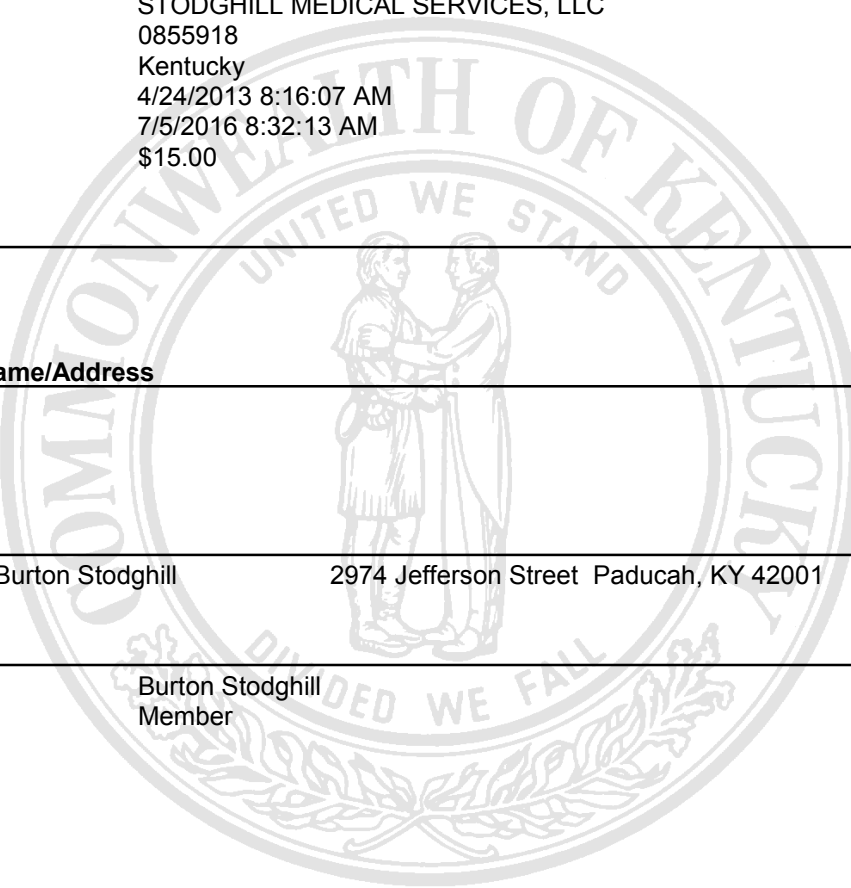 STODGHILL MEDICAL SERVICES, LLC
0855918
Kentucky
4/24/2013 8:16:07 AM
7/5/2016 8:32:13 AM
$15.00
COMMONWEALTH OF KENTUCKY
UNITED WE STAND
ame/Address
Burton Stodghill 2974 Jefferson Street Paducah, KY 42001
DIVIDED WE FALL
Burton Stodghill
Member